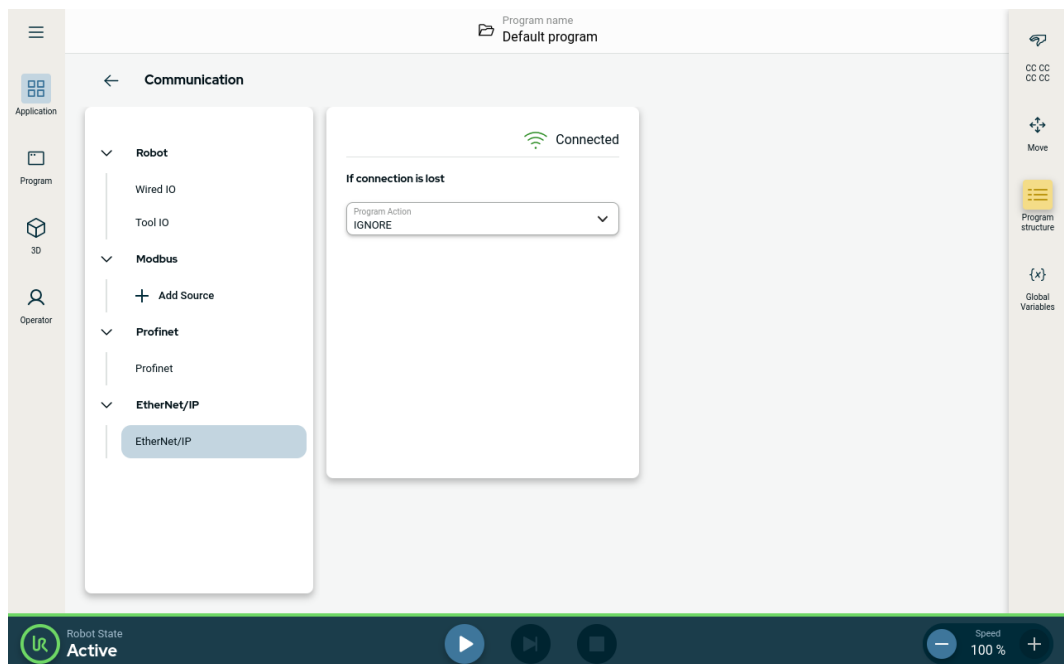 Program name
Default program
Application
Program
3D
Operator
Communication
Robot
Wired IO
Tool IO
Modbus
Add Source
Profinet
Profinet
EtherNet/IP
EtherNet/IP
Connected
If connection is lost
Program Action
IGNORE
CC CC
CC CC
Move
Program
structure
{x}
Global
Variables
UR
Robot State
Active
Speed
100 %